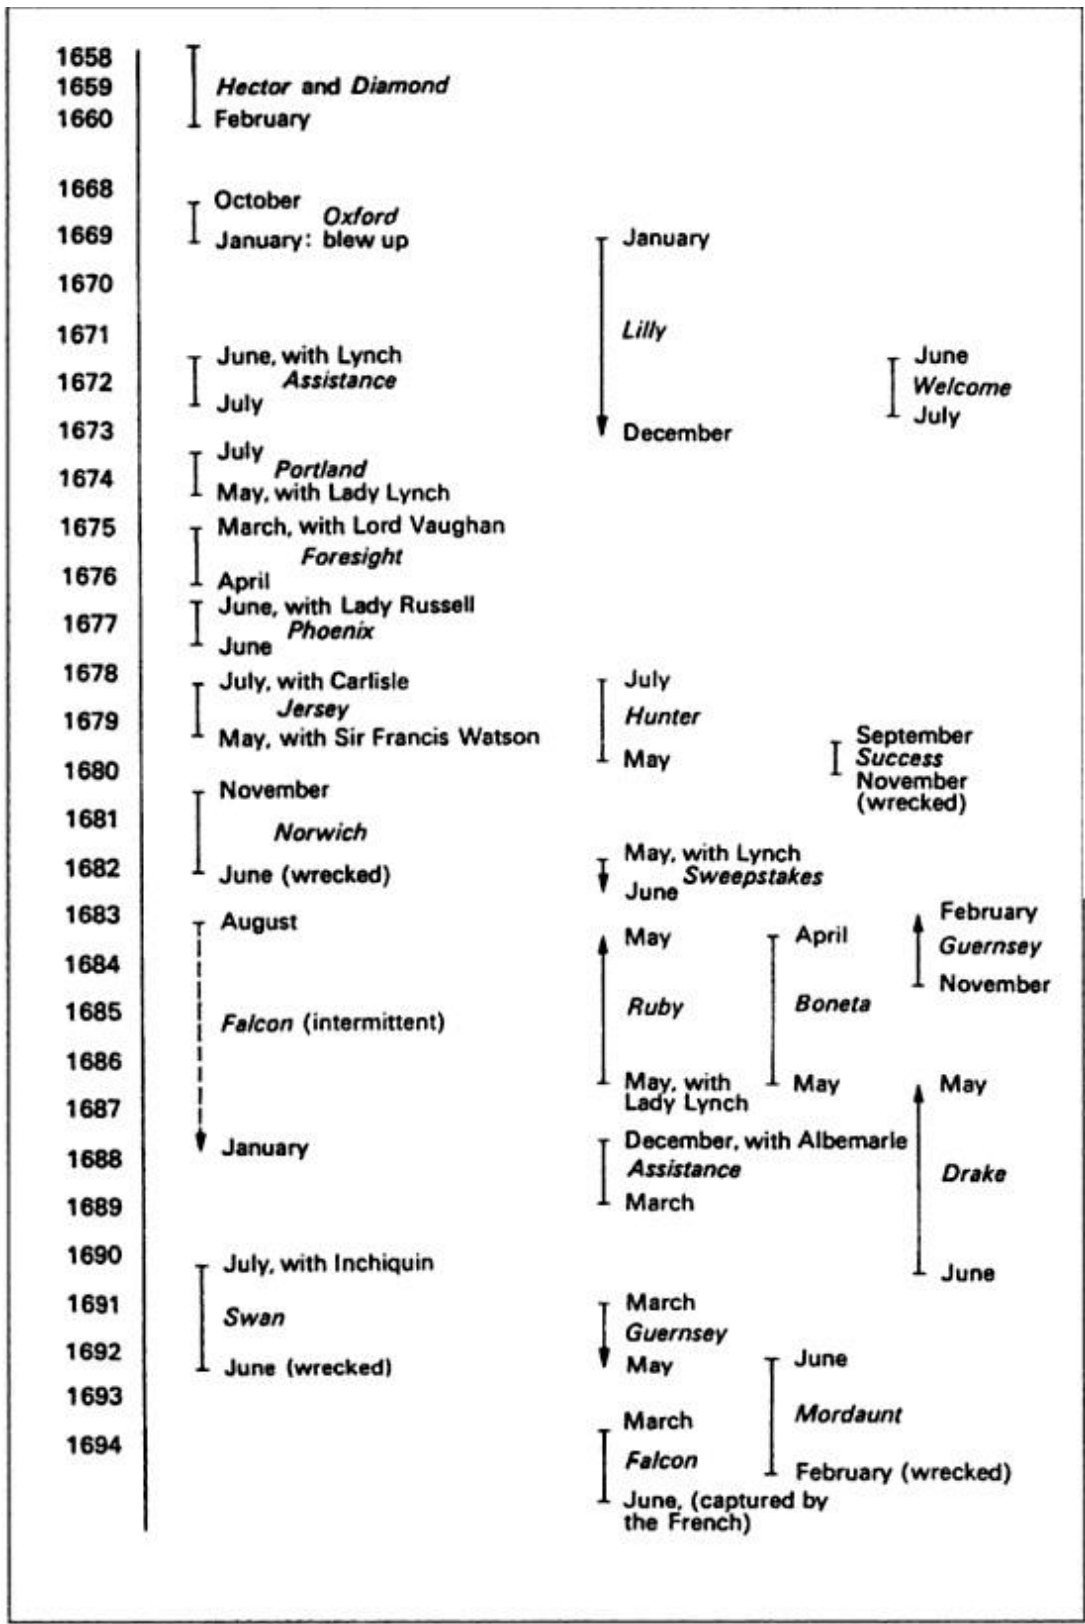 1658
1659
Hector and Diamond
1660
February
1668
October
Oxford
1669
January: blew up
January
1670
1671
Lilly
June, with Lynch
June
1672
Assistance
Welcome
July
July
1673
December
July
Portland
1674
May, with Lady Lynch
1675
March, with Lord Vaughan
Foresight
1676
April
June, with Lady Russell
1677
Phoenix
June
1678
July, with Carlisle
July
Jersey
Hunter
1679
May, with Sir Francis Watson
September
May
Success
1680
November
(wrecked)
November
1681
Norwich
May, with Lynch
1682
June (wrecked)
Sweepstakes
June
1683
August
February
May
April
Guernsey
1684
November
1685
Falcon (intermittent)
Ruby
Boneta
1686
May, with
Lady Lynch
May
May
1687
January
December, with Albemarle
1688
Assistance
Drake
1689
March
1690
July, with Inchiquin
June
1691
March
Swan
Guernsey
1692
June (wrecked)
May
June
1693
Mordaunt
March
1694
Falcon
February (wrecked)
June, (captured by
the French)